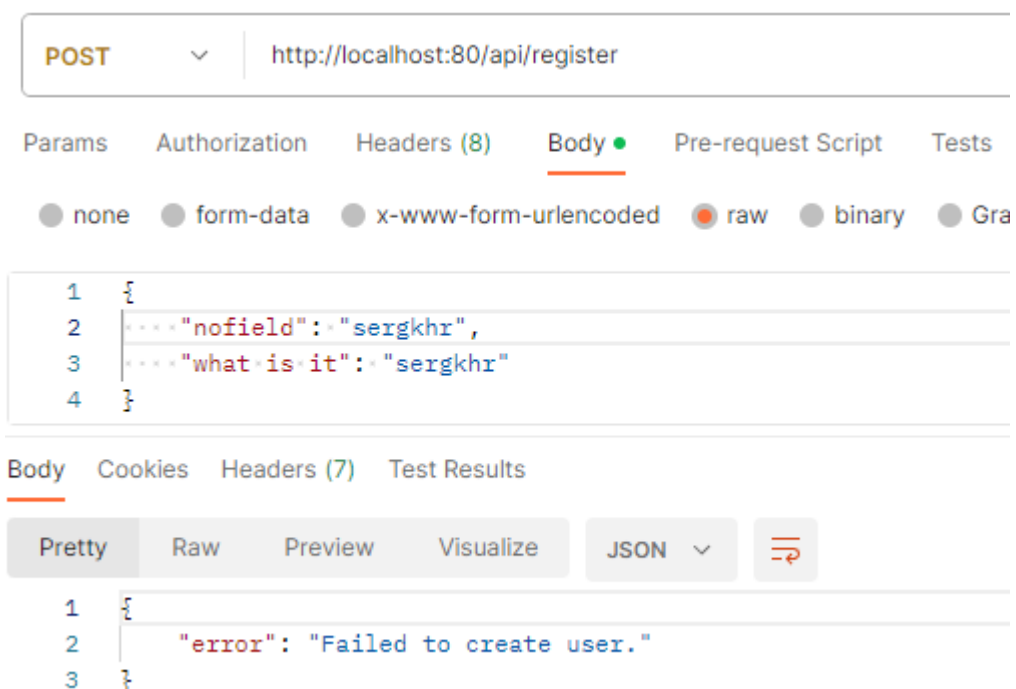 POST http://localhost:80/api/register
Params Authorization Headers (8) Body Pre-request Script Tests
none form-data x-www-form-urlencoded raw binary Gra
1 {
2 "nofield": "sergkhr",
3 "what is it": "sergkhr"
4 }
Body Cookies Headers (7) Test Results
Pretty Raw Preview Visualize JSON
1 {
2 "error": "Failed to create user."
3 }